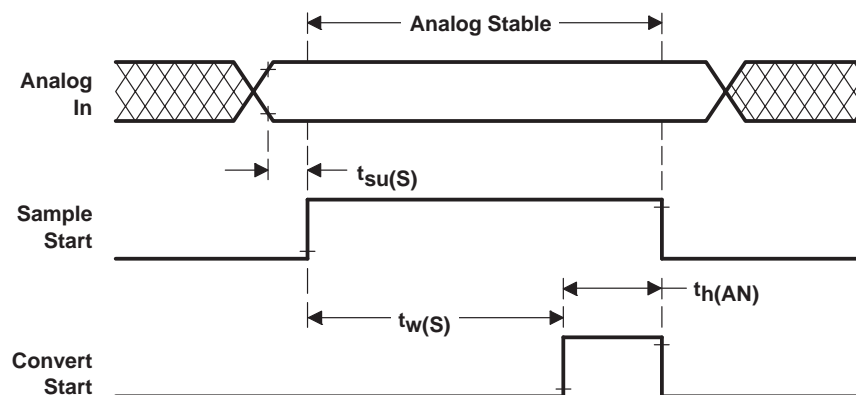 Analog Stable
Analog
In
tsu(S)
Sample
Start
th(AN)
tw(S)
Convert
Start